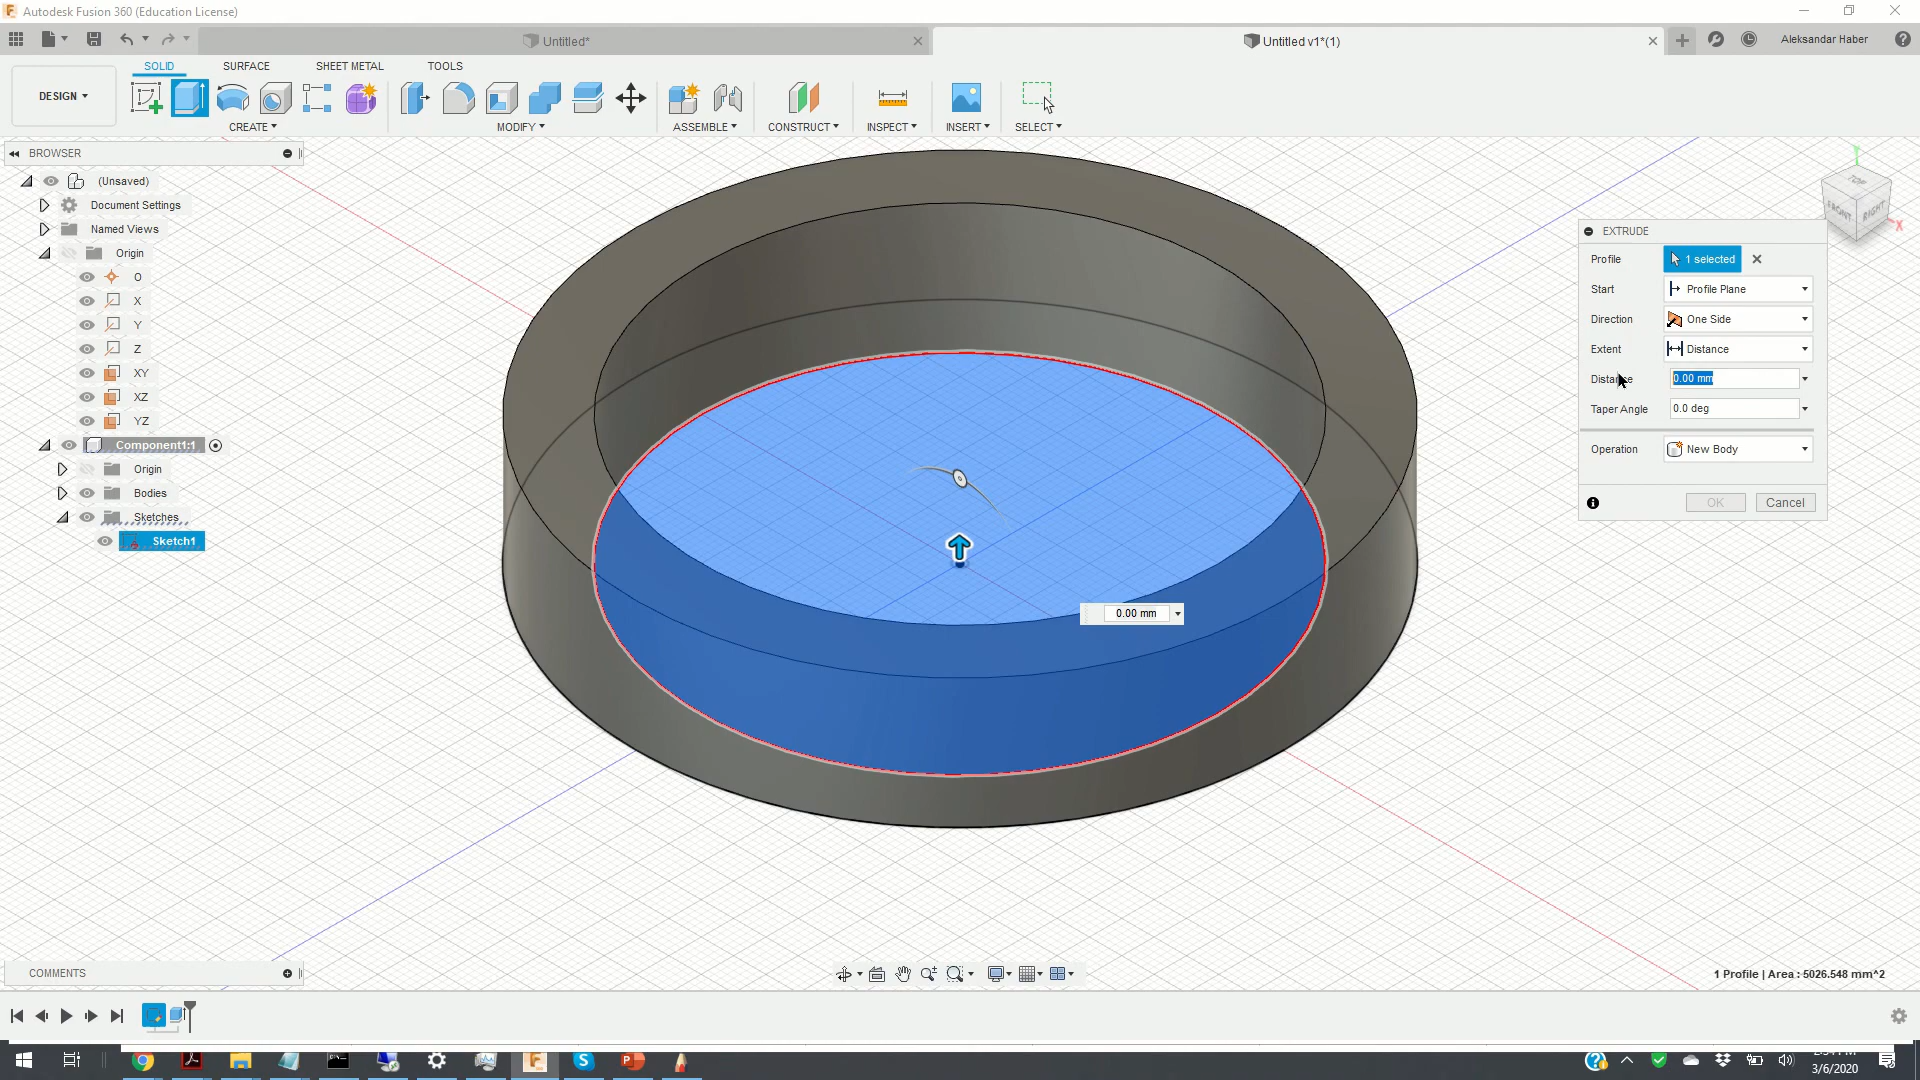 Autodesk Fusion 360 (Education License)
Untitled*
Untitled v1*(1)
Aleksandar Haber
DESIGN
SOLID
SURFACE
SHEET METAL
TOOLS
CREATE
MODIFY
ASSEMBLE
CONSTRUCT
INSPECT
INSERT
SELECT
BROWSER
(Unsaved)
Document Settings
Named Views
Origin
O
X
Y
Z
XY
XZ
YZ
Component1:1
Origin
Bodies
Sketches
Sketch1
TOP
FRONT
RIGHT
Y
X
EXTRUDE
Profile 1 selected
Start Profile Plane
Direction One Side
Extent Distance
Distance 0.00 mm
Taper Angle 0.0 deg
Operation New Body
OK Cancel
0.00 mm
COMMENTS
1 Profile | Area : 5026.548 mm^2
3/6/2020